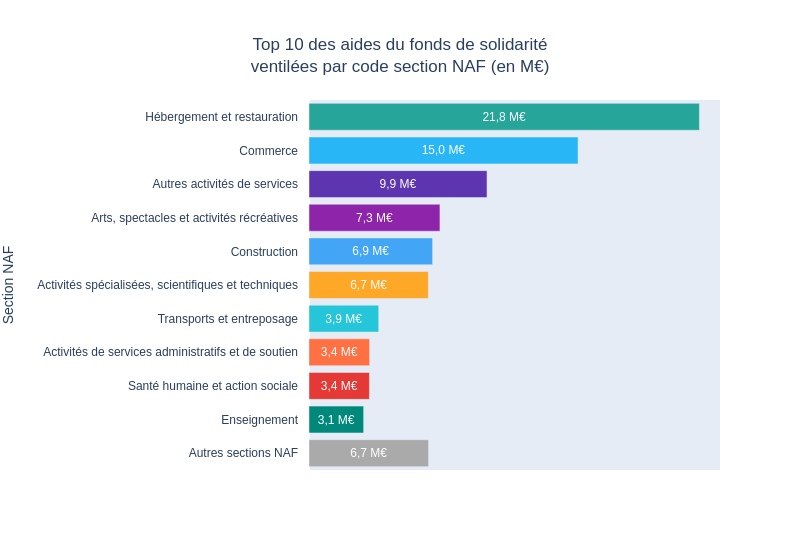 Top 10 des aides du fonds de solidarité
ventilées par code section NAF (en M€)
Section NAF
Hébergement et restauration 21,8 M€
Commerce 15,0 M€
Autres activités de services 9,9 M€
Arts, spectacles et activités récréatives 7,3 M€
Construction 6,9 M€
Activités spécialisées, scientifiques et techniques 6,7 M€
Transports et entreposage 3,9 M€
Activités de services administratifs et de soutien 3,4 M€
Santé humaine et action sociale 3,4 M€
Enseignement 3,1 M€
Autres sections NAF 6,7 M€